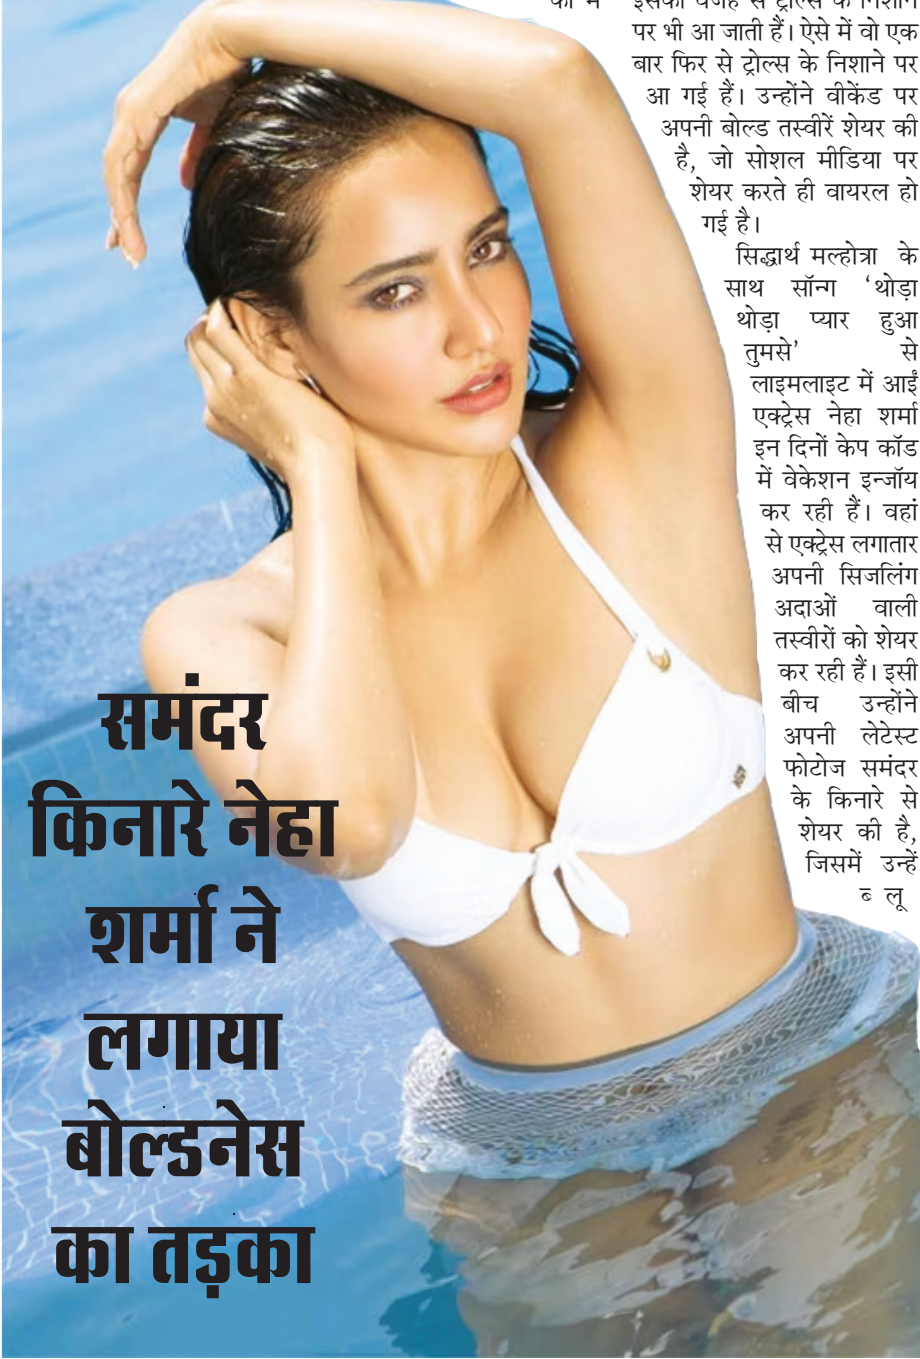 पर भी आ जाती हैं। ऐसे में वो एक
बार फिर से ट्रोल्स के निशाने पर
आ गई हैं। उन्होंने वीकेंड पर
अपनी बोल्ड तस्वीरें शेयर की
है, जो सोशल मीडिया पर
शेयर करते ही वायरल हो
गई है।
सिद्धार्थ मल्होत्रा के
साथ सॉन्ग ‘थोड़ा
थोड़ा प्यार हुआ
तुमसे’ से
लाइमलाइट में आईं
एक्ट्रेस नेहा शर्मा
इन दिनों केप कॉड
में वेकेशन इन्जॉय
कर रही हैं। वहां
से एक्ट्रेस लगातार
अपनी सिजलिंग
अदाओं वाली
तस्वीरों को शेयर
कर रही हैं। इसी
बीच उन्होंने
अपनी लेटेस्ट
फोटोज समंदर
के किनारे से
शेयर की है,
जिसमें उन्हें
ब्लू
समंदर
किनारे नेहा
शर्मा ने
लगाया
बोल्डनेस
का तड़का